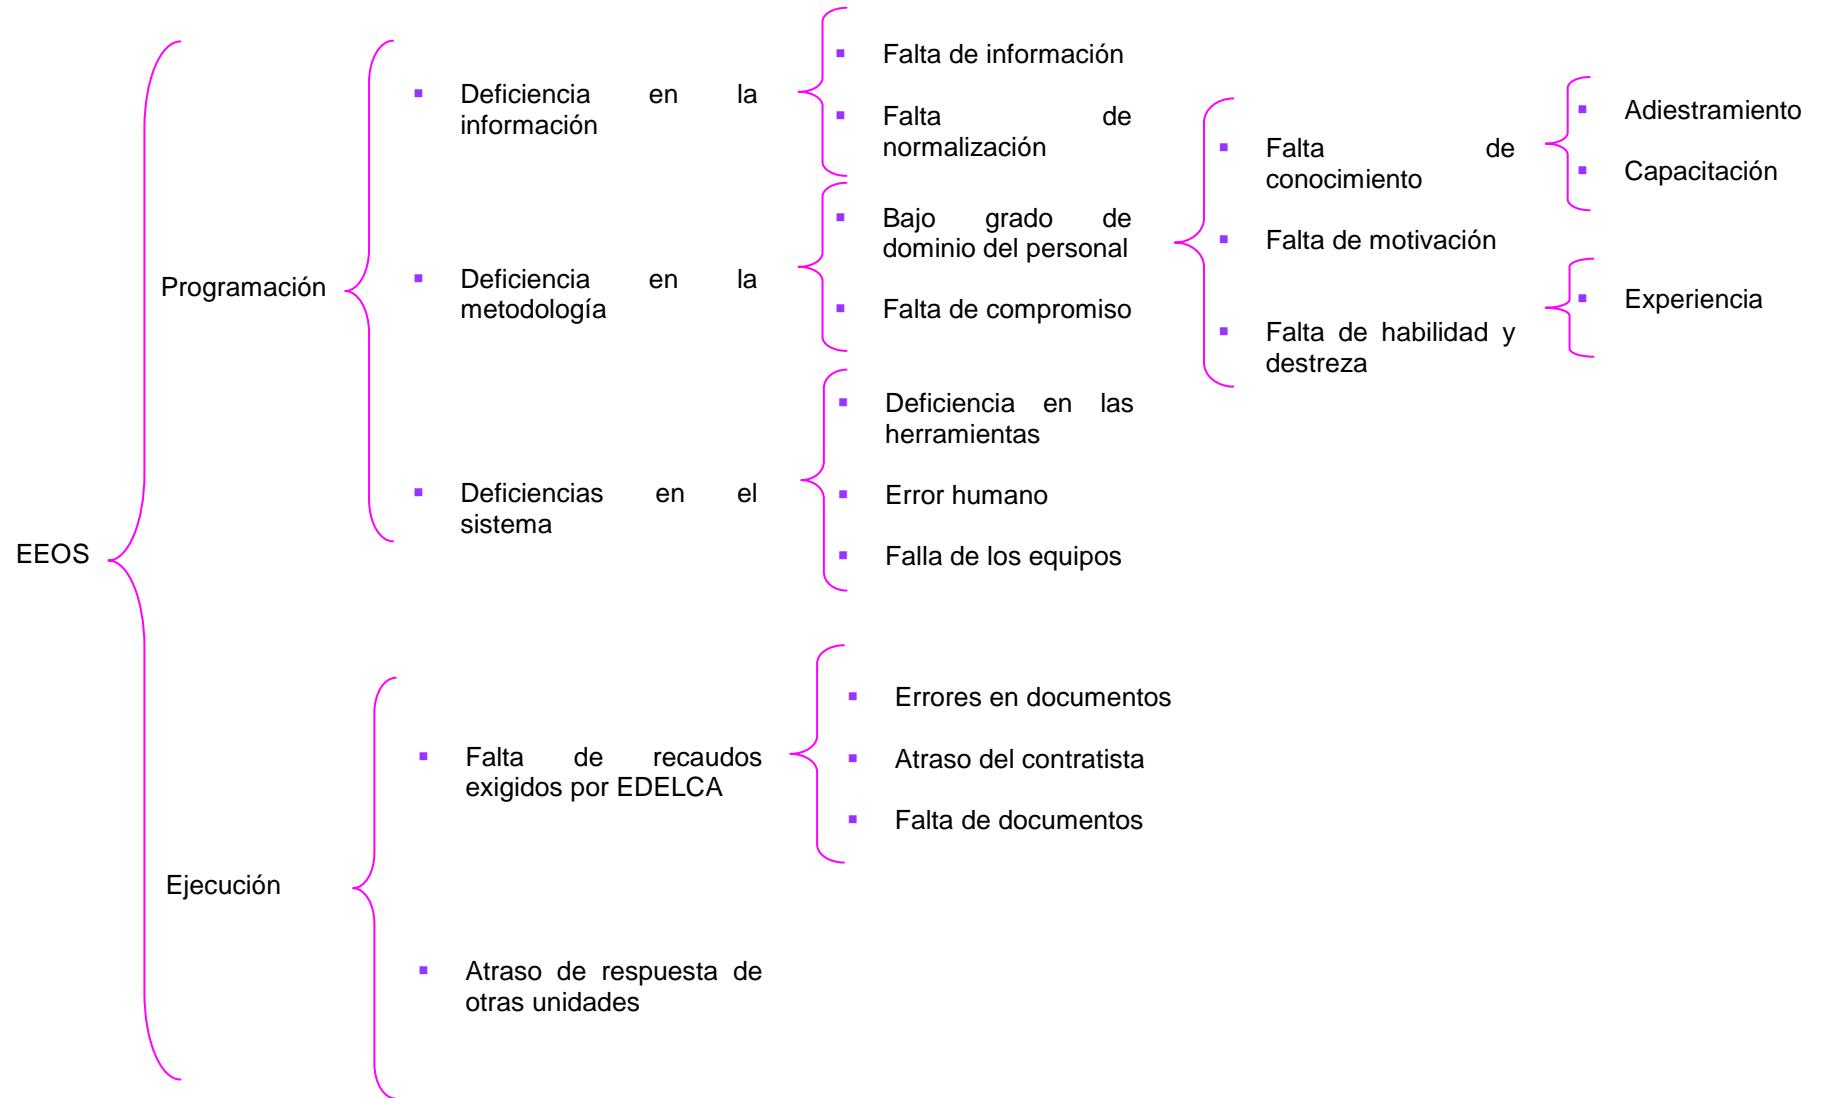 EEOS
Programación
Deficiencia en la
información
Falta de información
Falta de
normalización
Deficiencia en la
metodología
Bajo grado de
dominio del personal
Falta de conocimiento
Adiestramiento
Capacitación
Falta de motivación
Falta de habilidad y
destreza
Experiencia
Falta de compromiso
Deficiencias en el
sistema
Deficiencia en las
herramientas
Error humano
Falla de los equipos
Ejecución
Falta de recaudos
exigidos por EDELCA
Errores en documentos
Atraso del contratista
Falta de documentos
Atraso de respuesta de
otras unidades